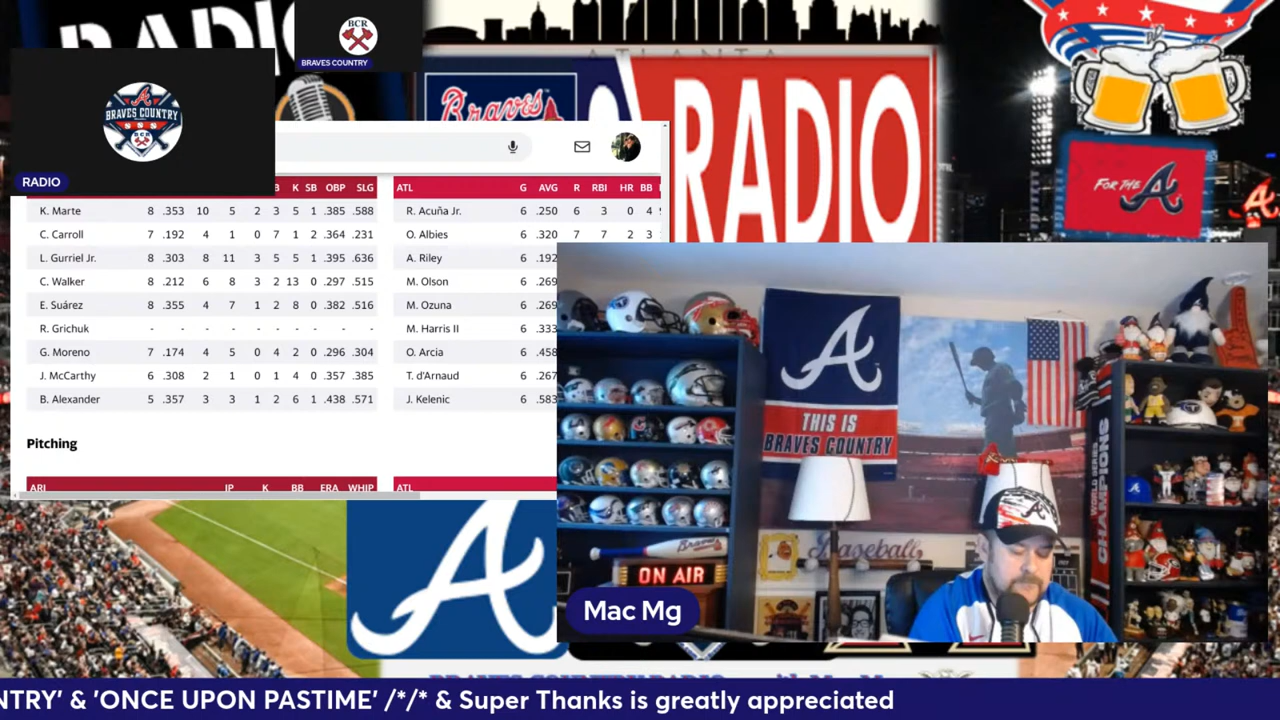 RADIO
BCR
BRAVES COUNTRY
ATLANTA
BRAVES COUNTRY
BCR
RADIO
Braves
RADIO
FOR THE A
K SB OBP SLG
ATL G AVG R RBI HR BB
K. Marte 8 .353 10 5 2 3 5 1 .385 .588
R. Acuña Jr. 6 .250 6 3 0 4
C. Carroll 7 .192 4 1 0 7 1 2 .364 .231
O. Albies 6 .320 7 7 2 3
L. Gurriel Jr. 8 .303 8 11 3 5 5 1 .395 .636
A. Riley 6 .192
C. Walker 8 .212 6 8 3 2 13 0 .297 .515
M. Olson 6 .269
E. Suárez 8 .355 4 7 1 2 8 0 .382 .516
M. Ozuna 6 .269
R. Grichuk - - - - - - - - - -
M. Harris II 6 .333
G. Moreno 7 .174 4 5 0 4 2 0 .296 .304
O. Arcia 6 .458
J. McCarthy 6 .308 2 1 0 1 4 0 .357 .385
T. d'Arnaud 6 .267
B. Alexander 5 .357 3 3 1 2 6 1 .438 .571
J. Kelenic 6 .583
Pitching
ARI IP K BB ERA WHIP
ATL
A
THIS IS
BRAVES COUNTRY
WORLD SERIES
CHAMPIONS
Braves
Baseball
ON AIR
Mac Mg
NTRY' & 'ONCE UPON PASTIME' /*/* & Super Thanks is greatly appreciated